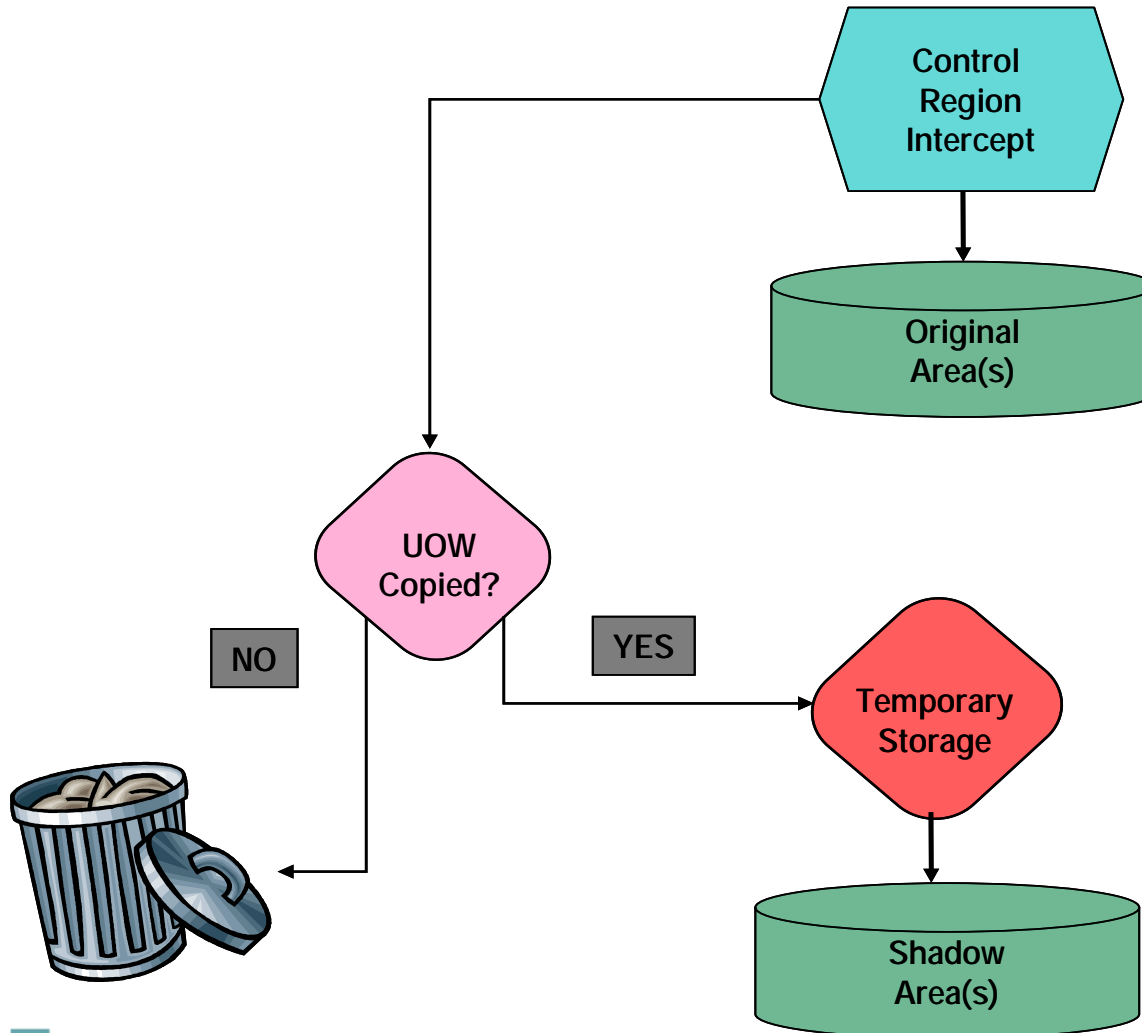 Control
Region
Intercept
Original
Area(s)
UOW
Copied?
NO
YES
Temporary
Storage
Shadow
Area(s)